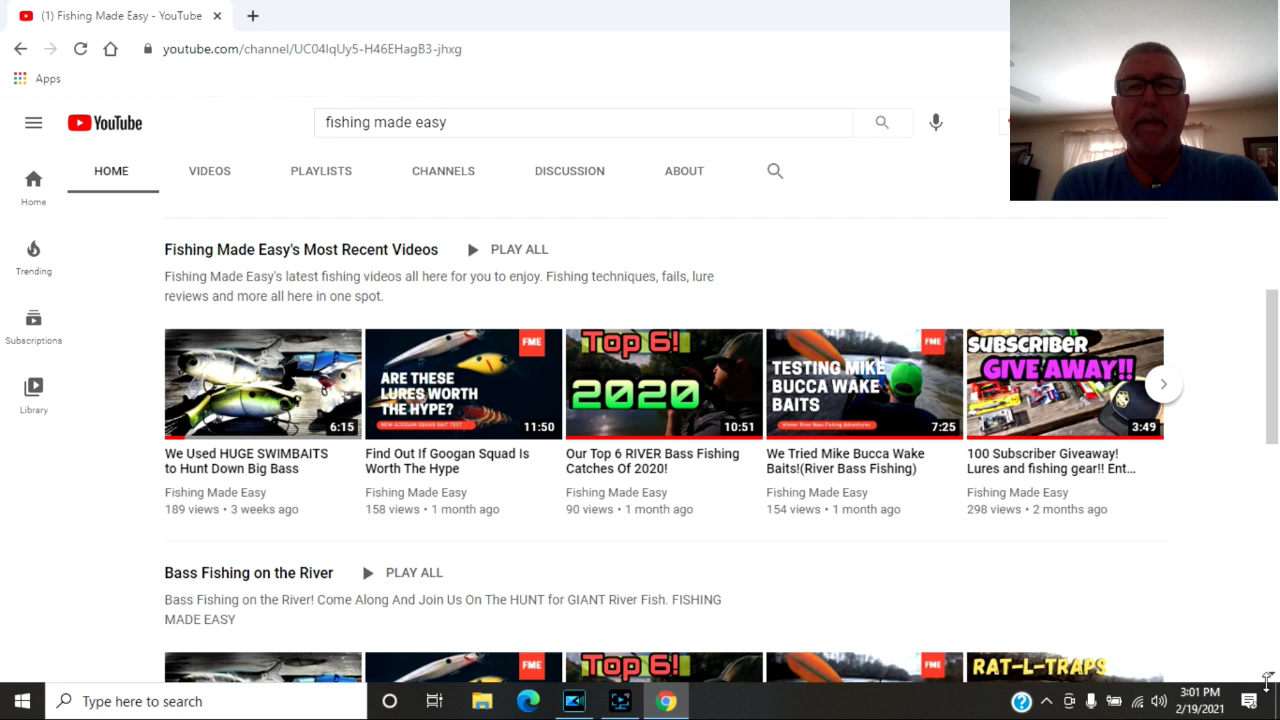 (1) Fishing Made Easy - YouTube
youtube.com/channel/UC04IqUy5-H46EHagB3-jhxg
Apps
YouTube
fishing made easy
HOME VIDEOS PLAYLISTS CHANNELS DISCUSSION ABOUT
Home
Trending
Subscriptions
Library
Fishing Made Easy's Most Recent Videos PLAY ALL
Fishing Made Easy's latest fishing videos all here for you to enjoy. Fishing techniques, fails, lure
reviews and more all here in one spot.
6:15
FME
ARE THESE
LURES WORTH
THE HYPE?
NEW GOOGAN SQUAD BAIT TEST
11:50
Top 6!
2020
10:51
FME
TESTING MIKE
BUCCA WAKE
BAITS
Winter River Bass Fishing Adventures
7:25
SUBSCRIBER
GIVE AWAY!!
3:49
We Used HUGE SWIMBAITS
to Hunt Down Big Bass
Fishing Made Easy
189 views • 3 weeks ago
Find Out If Googan Squad Is
Worth The Hype
Fishing Made Easy
158 views • 1 month ago
Our Top 6 RIVER Bass Fishing
Catches Of 2020!
Fishing Made Easy
90 views • 1 month ago
We Tried Mike Bucca Wake
Baits!(River Bass Fishing)
Fishing Made Easy
154 views • 1 month ago
100 Subscriber Giveaway!
Lures and fishing gear!! Ent...
Fishing Made Easy
298 views • 2 months ago
Bass Fishing on the River PLAY ALL
Bass Fishing on the River! Come Along And Join Us On The HUNT for GIANT River Fish. FISHING
MADE EASY
FME
Top 6!
FME
RAT-L-TRAPS
Type here to search
3:01 PM
2/19/2021